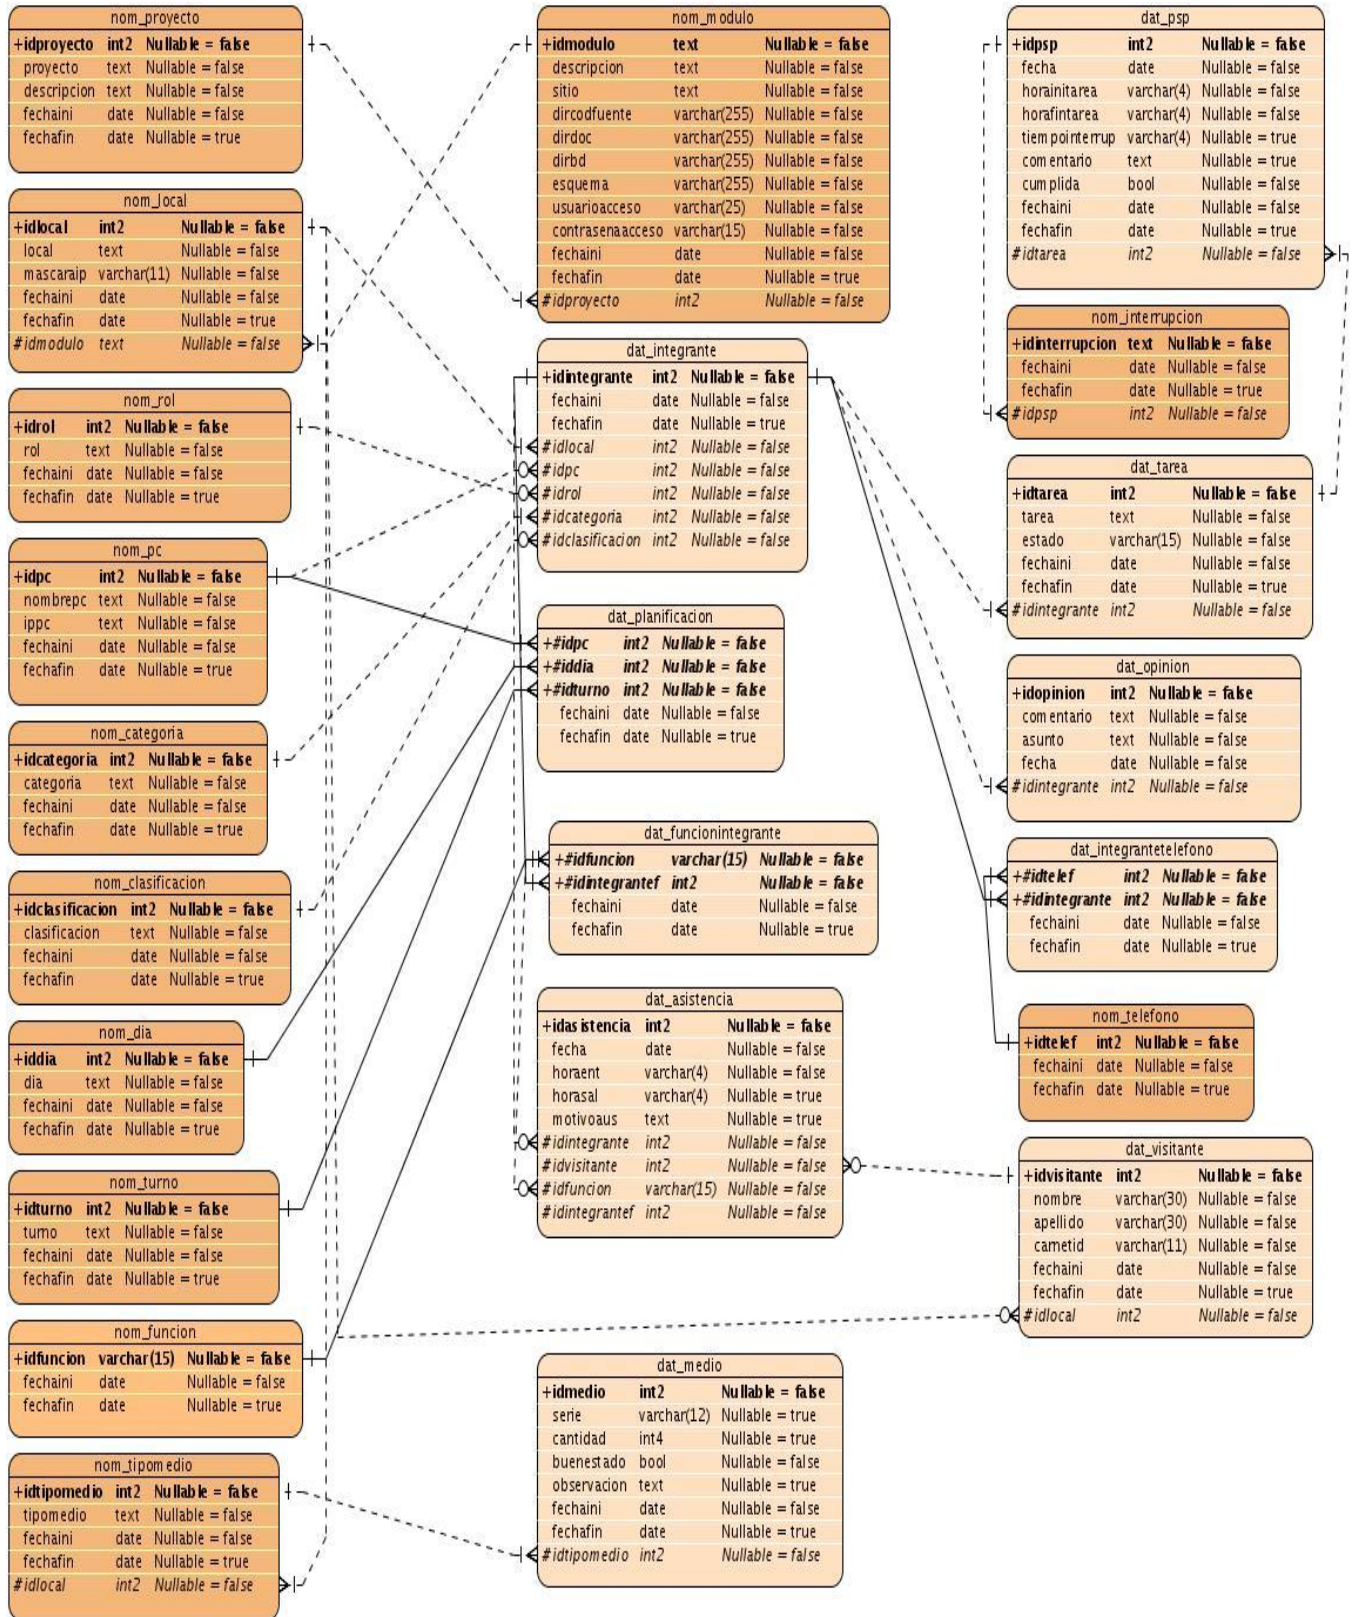 nom_proyecto
+idproyecto int2 Nullable = false
proyecto text Nullable = false
descripcion text Nullable = false
fechaini date Nullable = false
fechafin date Nullable = true
nom_local
+idlocal int2 Nullable = false
local text Nullable = false
mascaraip varchar(11) Nullable = false
fechaini date Nullable = false
fechafin date Nullable = true
#idmodulo text Nullable = false
nom_rol
+idrol int2 Nullable = false
rol text Nullable = false
fechaini date Nullable = false
fechafin date Nullable = true
nom_pc
+idpc int2 Nullable = false
nombrepc text Nullable = false
ippc text Nullable = false
fechaini date Nullable = false
fechafin date Nullable = true
nom_categoria
+idcategoria int2 Nullable = false
categoria text Nullable = false
fechaini date Nullable = false
fechafin date Nullable = true
nom_clasificacion
+idclasificacion int2 Nullable = false
clasificacion text Nullable = false
fechaini date Nullable = false
fechafin date Nullable = true
nom_dia
+iddia int2 Nullable = false
dia text Nullable = false
fechaini date Nullable = false
fechafin date Nullable = true
nom_turno
+idturno int2 Nullable = false
turno text Nullable = false
fechaini date Nullable = false
fechafin date Nullable = true
nom_funcion
+idfuncion varchar(15) Nullable = false
fechaini date Nullable = false
fechafin date Nullable = true
nom_tipomedio
+idtipomedio int2 Nullable = false
tipomedio text Nullable = false
fechaini date Nullable = false
fechafin date Nullable = true
#idlocal int2 Nullable = false
nom_modulo
+idmodulo text Nullable = false
descripcion text Nullable = false
sitio text Nullable = false
dircodfuente varchar(255) Nullable = false
dirdoc varchar(255) Nullable = false
dirbd varchar(255) Nullable = false
esquema varchar(255) Nullable = false
usuarioacceso varchar(25) Nullable = false
contrasenaacceso varchar(15) Nullable = false
fechaini date Nullable = false
fechafin date Nullable = true
#idproyecto int2 Nullable = false
dat_integrante
+idintegrante int2 Nullable = false
fechaini date Nullable = false
fechafin date Nullable = true
#idlocal int2 Nullable = false
#idpc int2 Nullable = false
#idrol int2 Nullable = false
#idcategoria int2 Nullable = false
#idclasificacion int2 Nullable = false
dat_planificacion
+#idpc int2 Nullable = false
+#iddia int2 Nullable = false
+#idturno int2 Nullable = false
fechaini date Nullable = false
fechafin date Nullable = true
dat_funcionintegrante
+#idfuncion varchar(15) Nullable = false
+#idintegrantef int2 Nullable = false
fechaini date Nullable = false
fechafin date Nullable = true
dat_asistencia
+idasistencia int2 Nullable = false
fecha date Nullable = false
horaent varchar(4) Nullable = false
horasal varchar(4) Nullable = true
motivoaus text Nullable = true
#idintegrante int2 Nullable = false
#idvisitante int2 Nullable = false
#idfuncion varchar(15) Nullable = false
#idintegrantef int2 Nullable = false
dat_medio
+idmedio int2 Nullable = false
serie varchar(12) Nullable = true
cantidad int4 Nullable = true
buenestado bool Nullable = false
observacion text Nullable = true
fechaini date Nullable = false
fechafin date Nullable = true
#idtipomedio int2 Nullable = false
dat_psp
+idpsp int2 Nullable = false
fecha date Nullable = false
horainitarea varchar(4) Nullable = false
horafintarea varchar(4) Nullable = false
tiempointerrup varchar(4) Nullable = true
comentario text Nullable = true
cumplida bool Nullable = false
fechaini date Nullable = false
fechafin date Nullable = true
#idtarea int2 Nullable = false
nom_interrupcion
+idinterrupcion text Nullable = false
fechaini date Nullable = false
fechafin date Nullable = true
#idpsp int2 Nullable = false
dat_tarea
+idtarea int2 Nullable = false
tarea text Nullable = false
estado varchar(15) Nullable = false
fechaini date Nullable = false
fechafin date Nullable = true
#idintegrante int2 Nullable = false
dat_opinion
+idopinion int2 Nullable = false
comentario text Nullable = false
asunto text Nullable = false
fecha date Nullable = false
#idintegrante int2 Nullable = false
dat_integrantetelefono
+#idtelef int2 Nullable = false
+#idintegrante int2 Nullable = false
fechaini date Nullable = false
fechafin date Nullable = true
nom_telefono
+idtelef int2 Nullable = false
fechaini date Nullable = false
fechafin date Nullable = true
dat_visitante
+idvisitante int2 Nullable = false
nombre varchar(30) Nullable = false
apellido varchar(30) Nullable = false
carnetid varchar(11) Nullable = false
fechaini date Nullable = false
fechafin date Nullable = true
#idlocal int2 Nullable = false